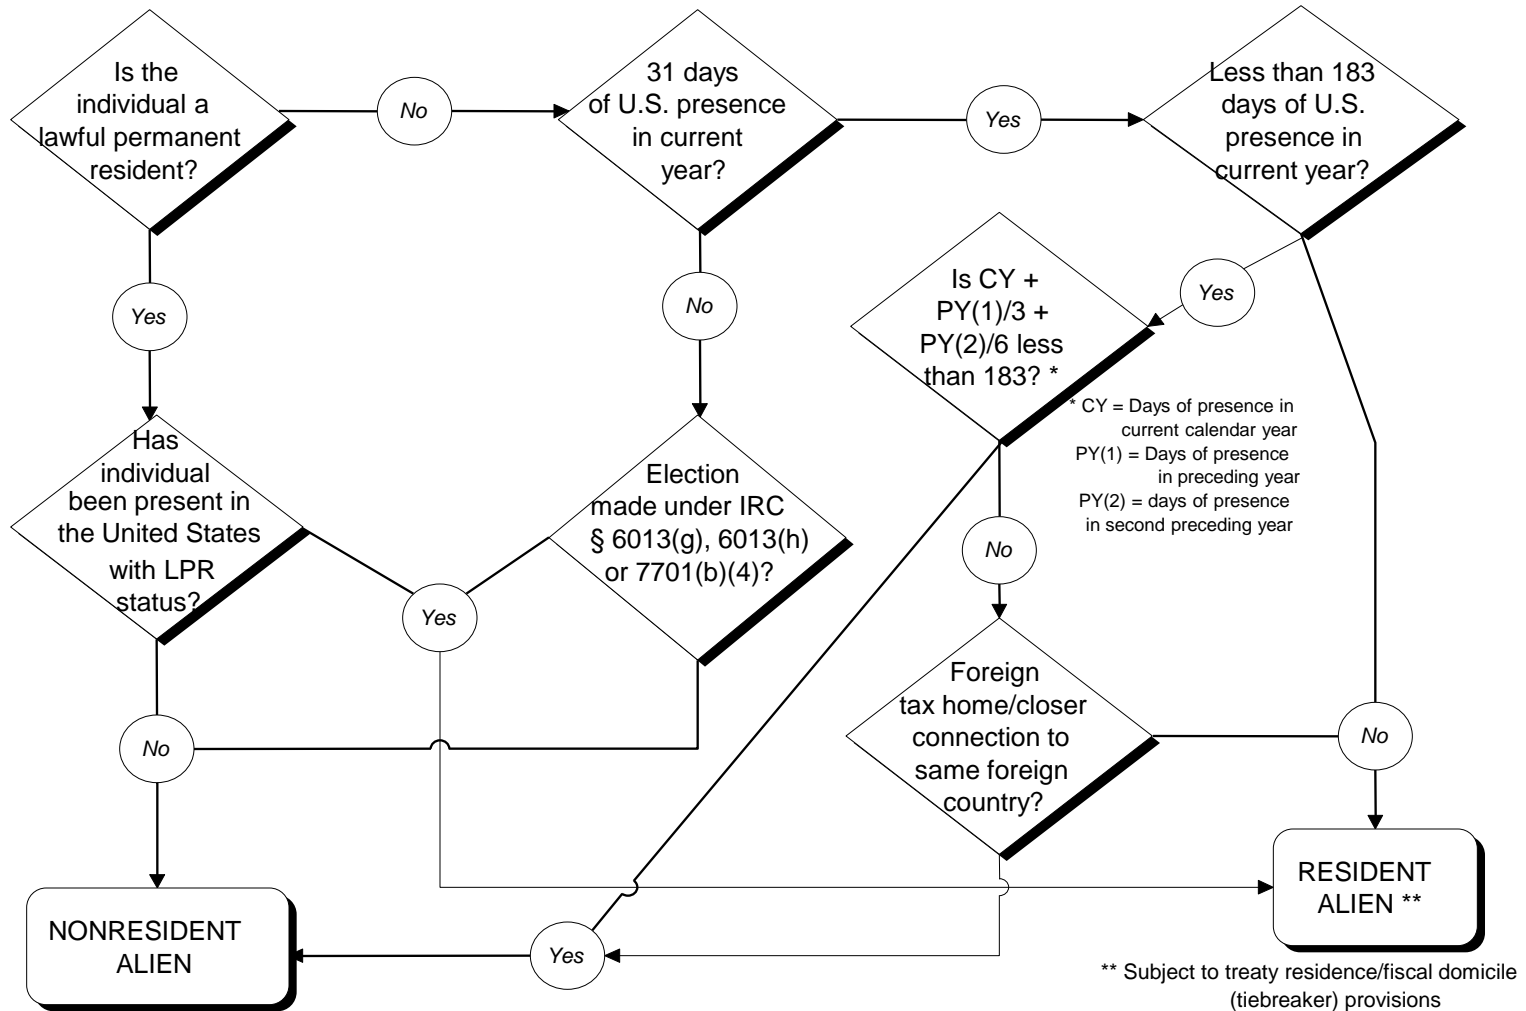 Is the
individual a
lawful permanent
resident?
No
31 days
of U.S. presence
in current
year?
Yes
Less than 183
days of U.S.
presence in
current year?
Yes
No
Is CY +
PY(1)/3 +
PY(2)/6 less
than 183? *
Yes
* CY = Days of presence in
current calendar year
PY(1) = Days of presence
in preceding year
PY(2) = days of presence
in second preceding year
Has
individual
been present in
the United States
with LPR
status?
Yes
Election
made under IRC
§ 6013(g), 6013(h)
or 7701(b)(4)?
No
Foreign
tax home/closer
connection to
same foreign
country?
No
No
NONRESIDENT
ALIEN
Yes
RESIDENT
ALIEN **
** Subject to treaty residence/fiscal domicile
(tiebreaker) provisions